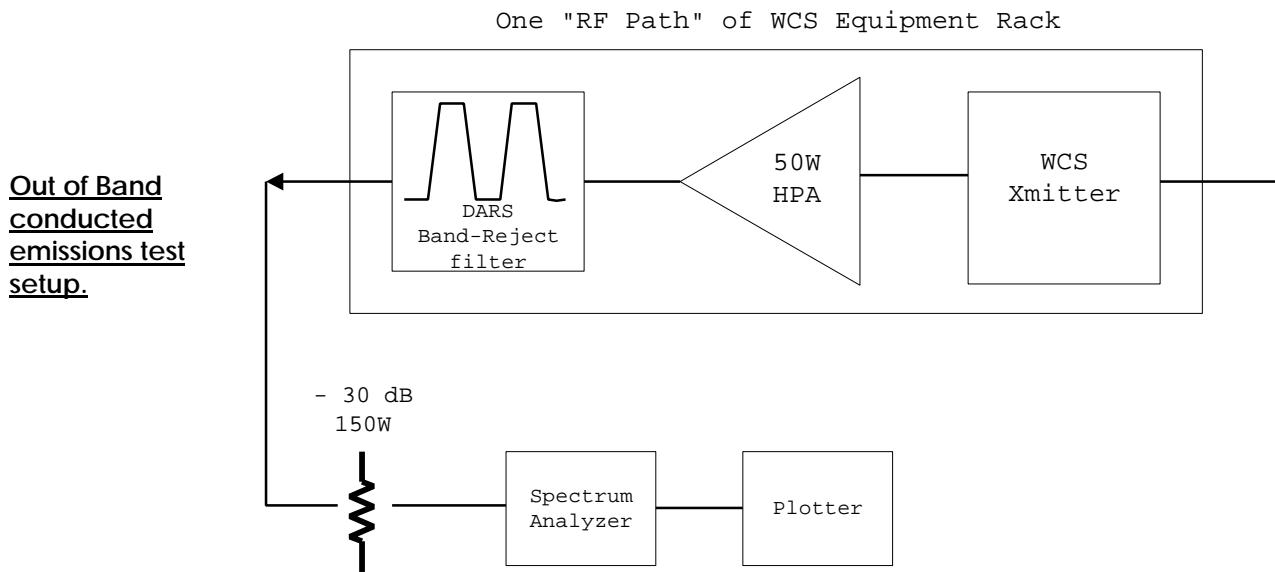 One "RF Path" of WCS Equipment Rack
Out of Band
conducted
emissions test
setup.
DARS
Band-Reject
filter
50W
HPA
WCS
Xmitter
- 30 dB
150W
Spectrum
Analyzer
Plotter